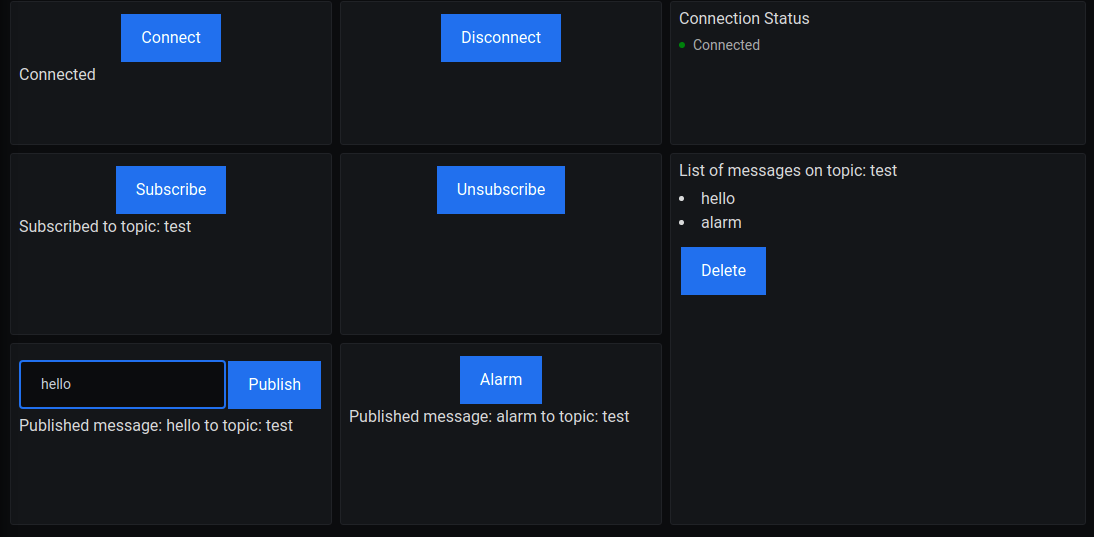 Connect
Connected
Disconnect
Connection Status
Connected
Subscribe
Subscribed to topic: test
Unsubscribe
List of messages on topic: test
hello
alarm
Delete
hello
Publish
Published message: hello to topic: test
Alarm
Published message: alarm to topic: test